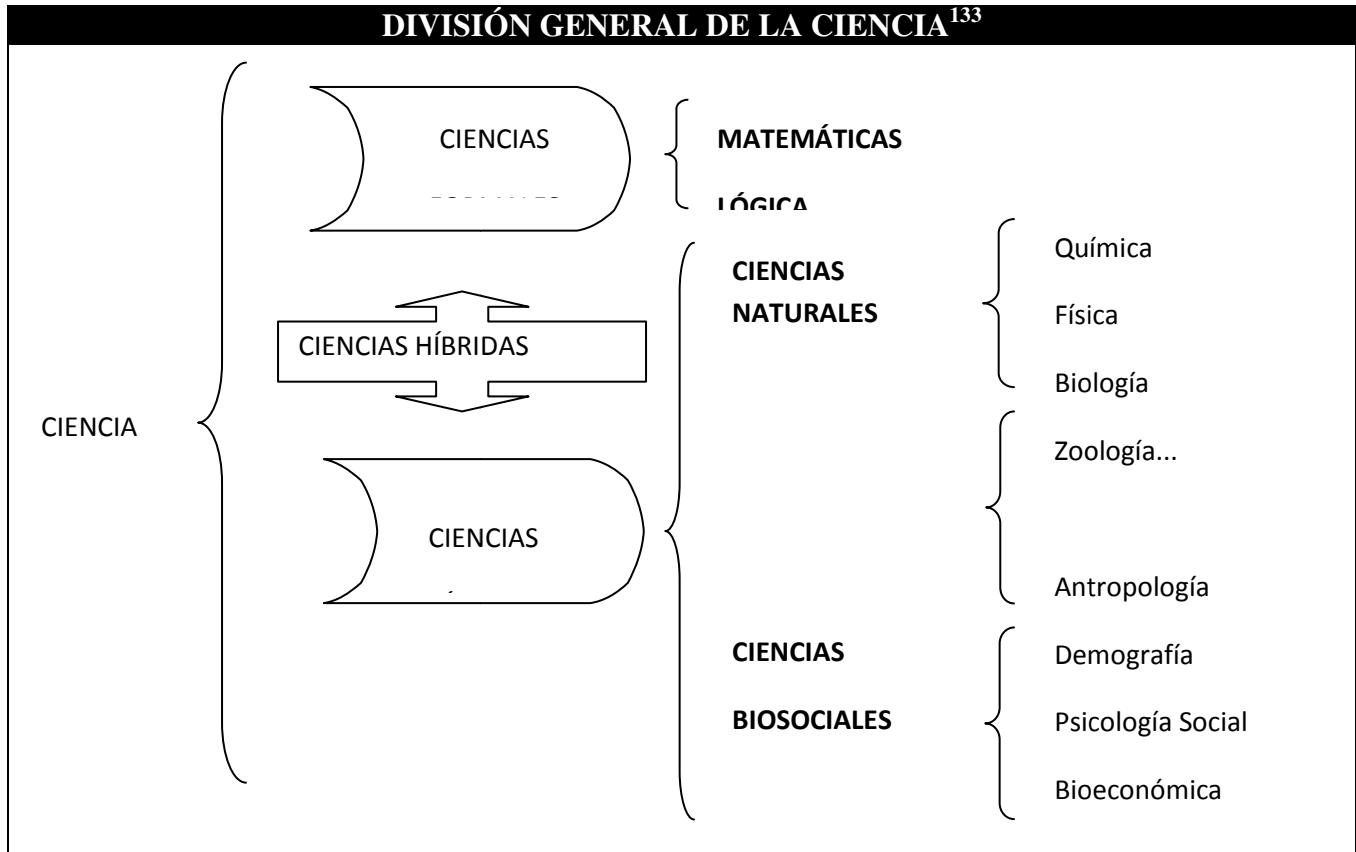 DIVISIÓN GENERAL DE LA CIENCIA133
CIENCIAS
MATEMÁTICAS
LÓGICA
CIENCIAS
NATURALES
Química
Física
Biología
CIENCIAS HÍBRIDAS
CIENCIA
Zoología...
CIENCIAS
Antropología
CIENCIAS
BIOSOCIALES
Demografía
Psicología Social
Bioeconómica